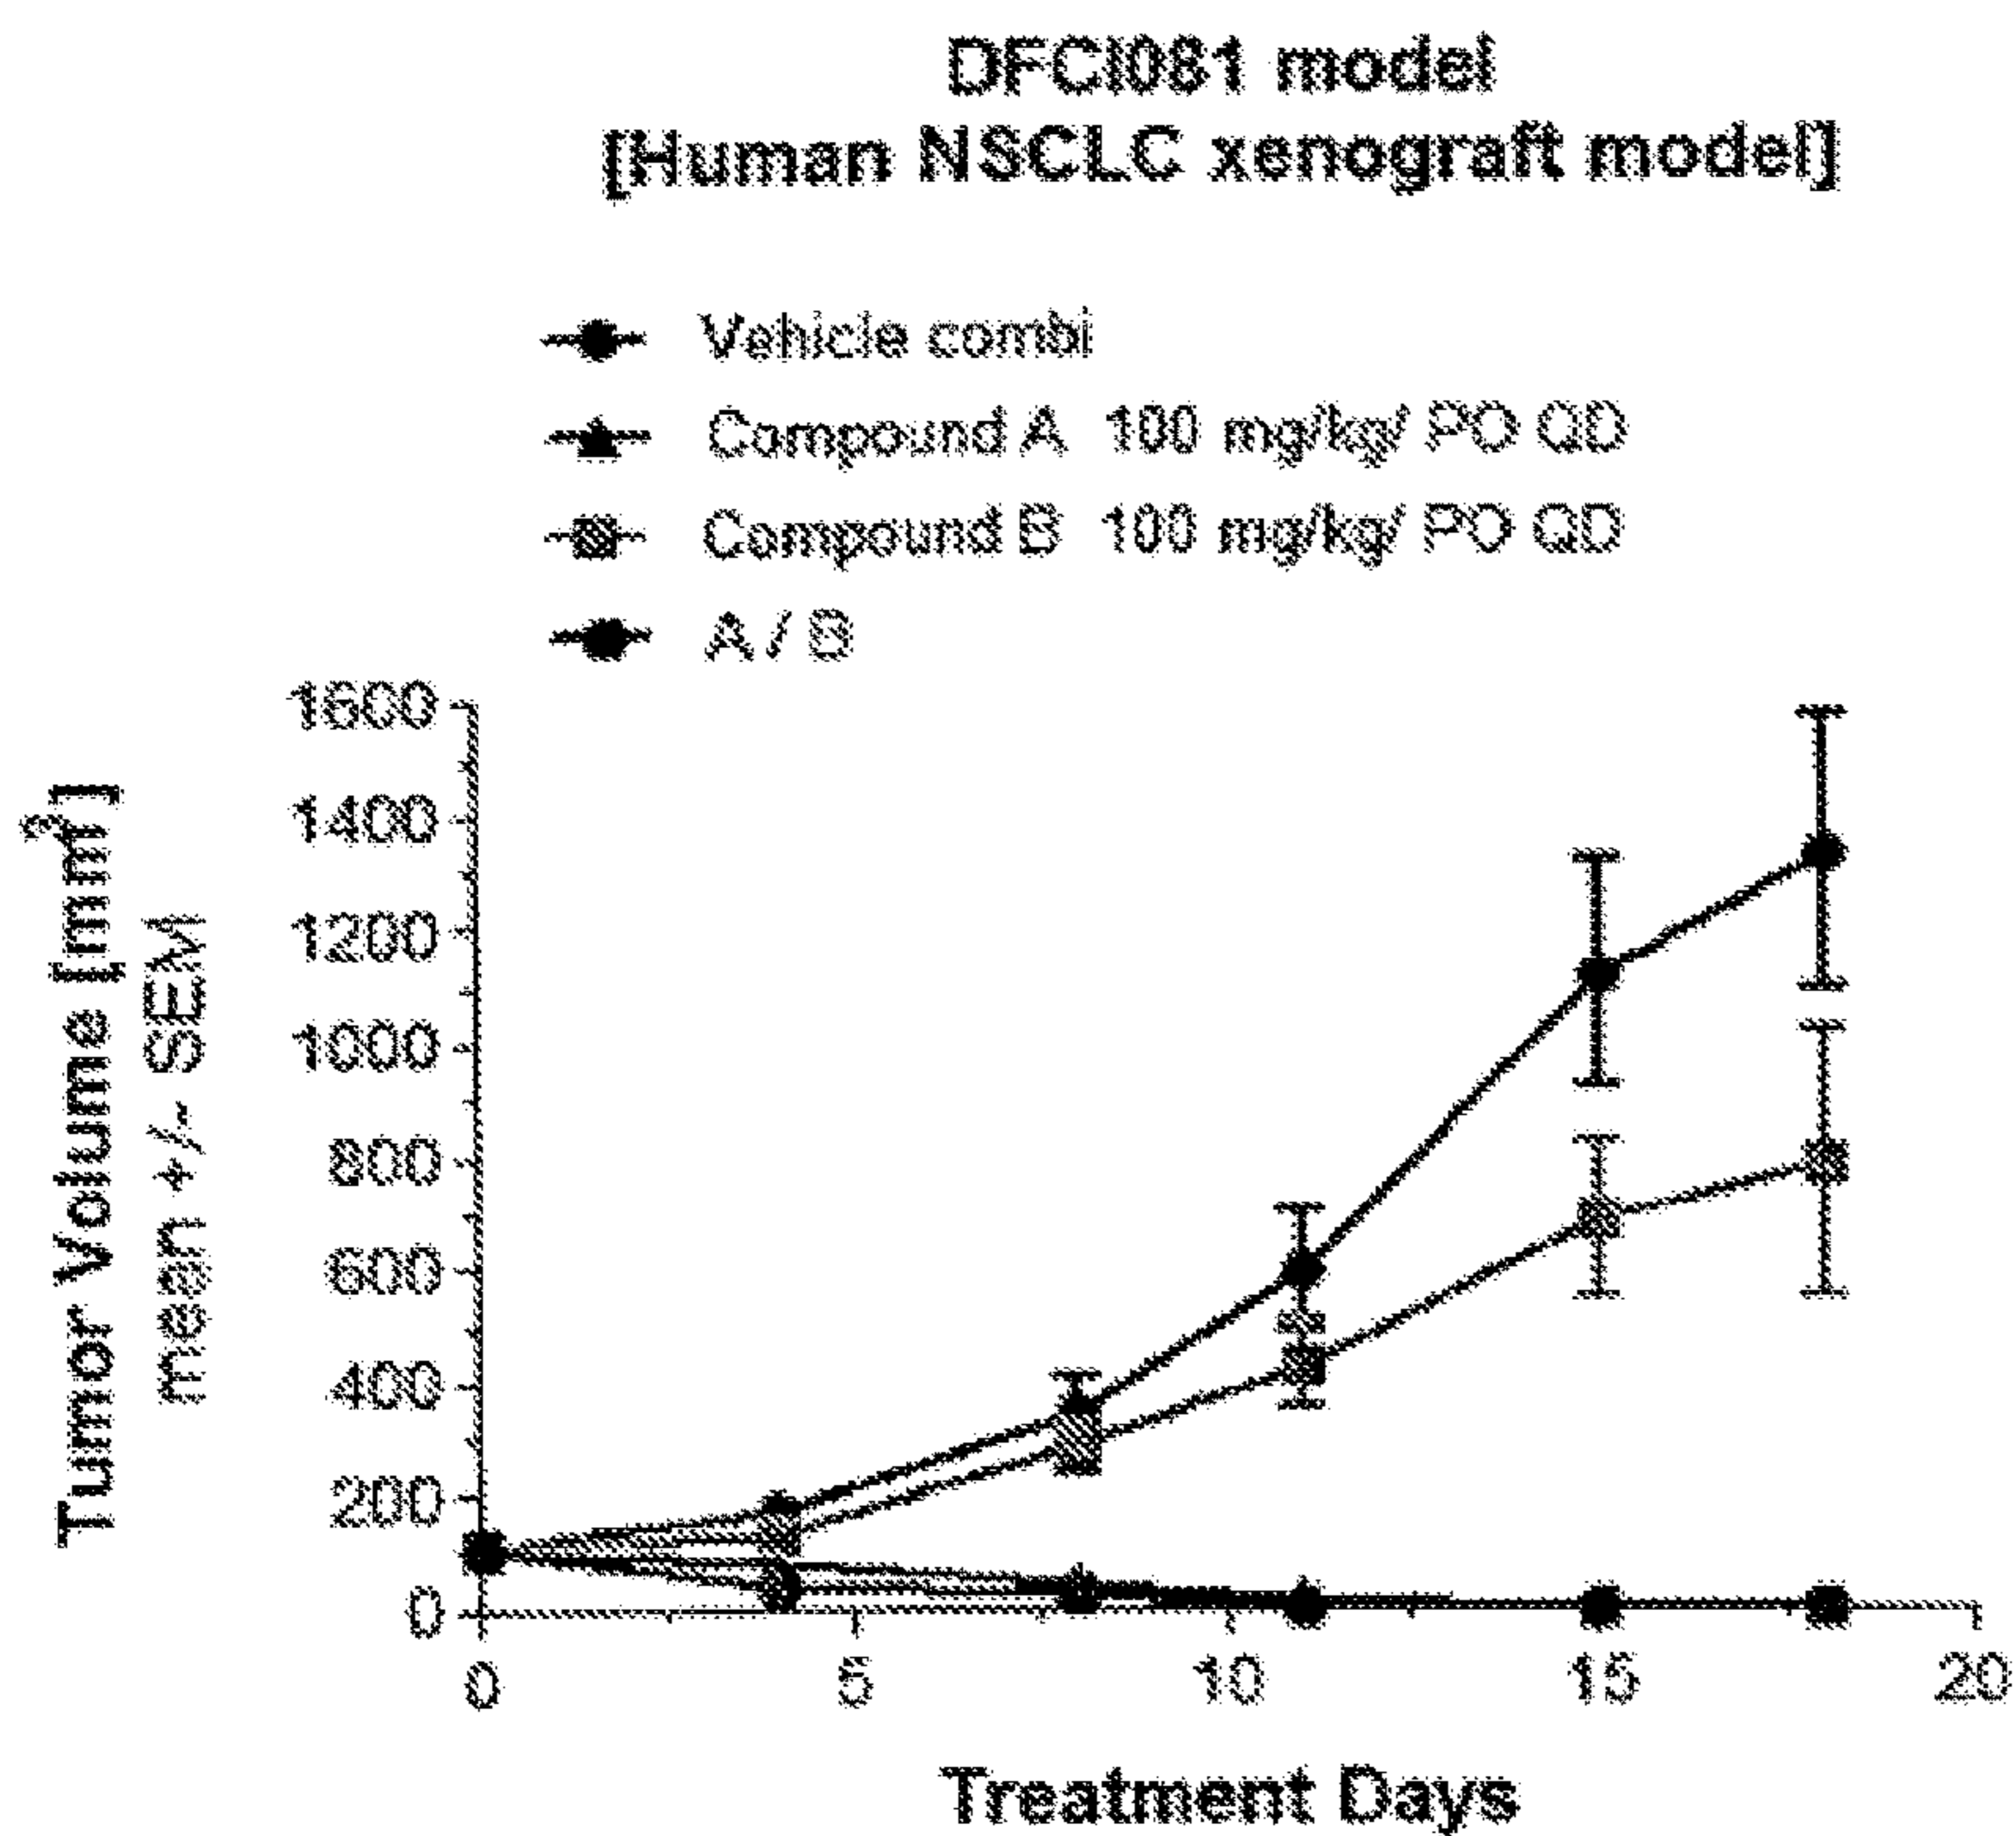 DFCI081 model
[Human NSCLC xenograft model]
Vehicle combi
Compound A 100 mg/kg/ PO QD
Compound B 100 mg/kg/ PO QD
A / B
Tumor Volume [mm³]
mean +/- SEM
1600
1400
1200
1000
800
600
400
200
0
0 5 10 15 20
Treatment Days